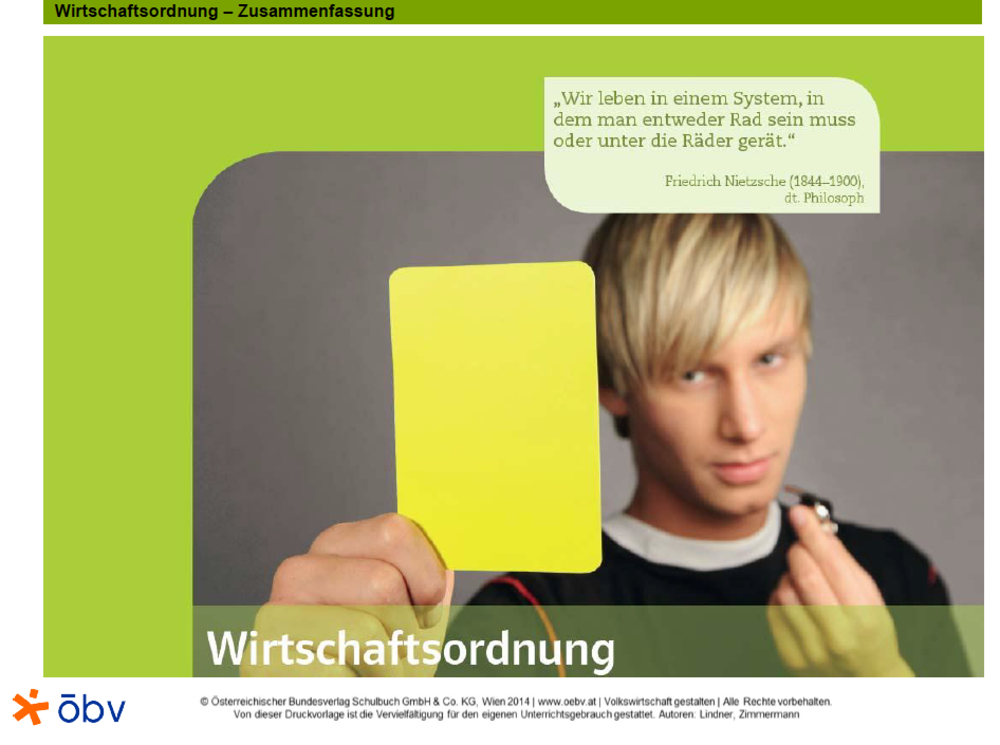 Wirtschaftsordnung – Zusammenfassung
„Wir leben in einem System, in
dem man entweder Rad sein muss
oder unter die Räder gerät.“
Friedrich Nietzsche (1844–1900),
dt. Philosoph
Wirtschaftsordnung
öbv
© Österreichischer Bundesverlag Schulbuch GmbH & Co. KG, Wien 2014 | www.oebv.at | Volkswirtschaft gestalten | Alle Rechte vorbehalten.
Von dieser Druckvorlage ist die Vervielfältigung für den eigenen Unterrichtsgebrauch gestattet. Autoren: Lindner, Zimmermann